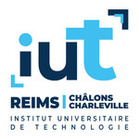 iut
REIMS
CHÂLONS
CHARLEVILLE
INSTITUT UNIVERSITAIRE
DE TECHNOLOGIE